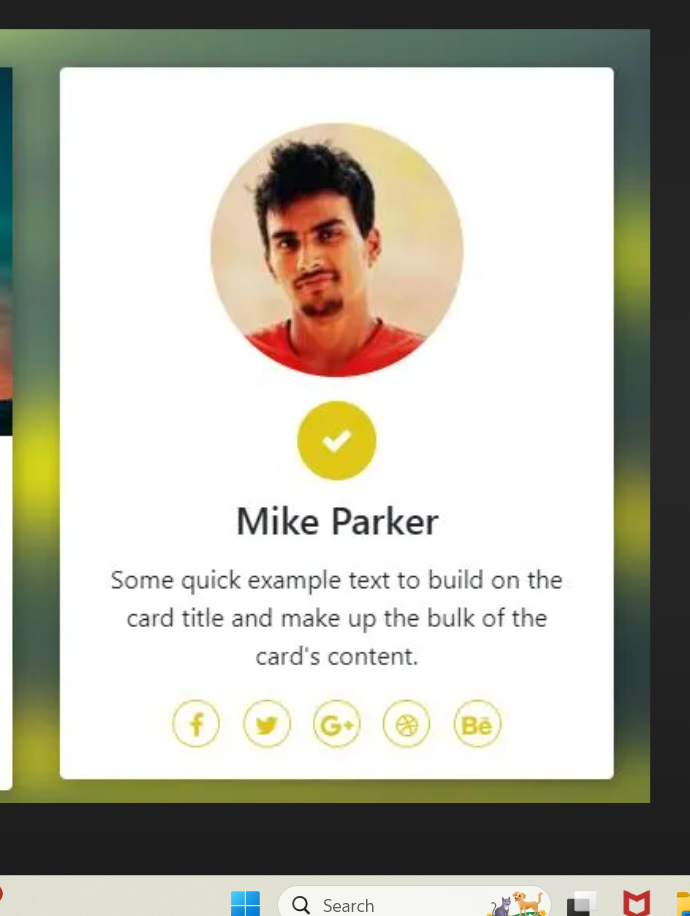 Mike Parker
Some quick example text to build on the
card title and make up the bulk of the
card's content.
f
G+
Bē
Search